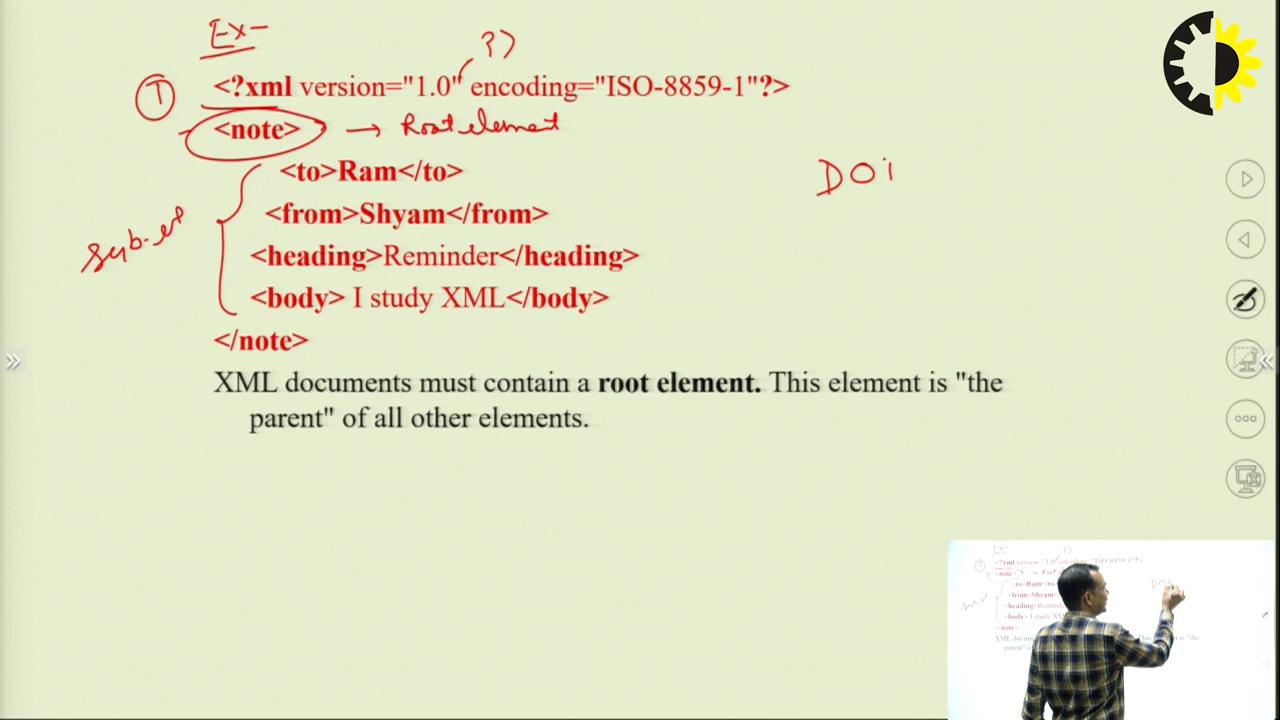 Ex-
?>
① <?xml version="1.0" encoding="ISO-8859-1"?>
<note> → Root element
<to>Ram</to>
DO
<from>Shyam</from>
sub-el
<heading>Reminder</heading>
<body> I study XML</body>
</note>
XML documents must contain a root element. This element is "the
parent" of all other elements.